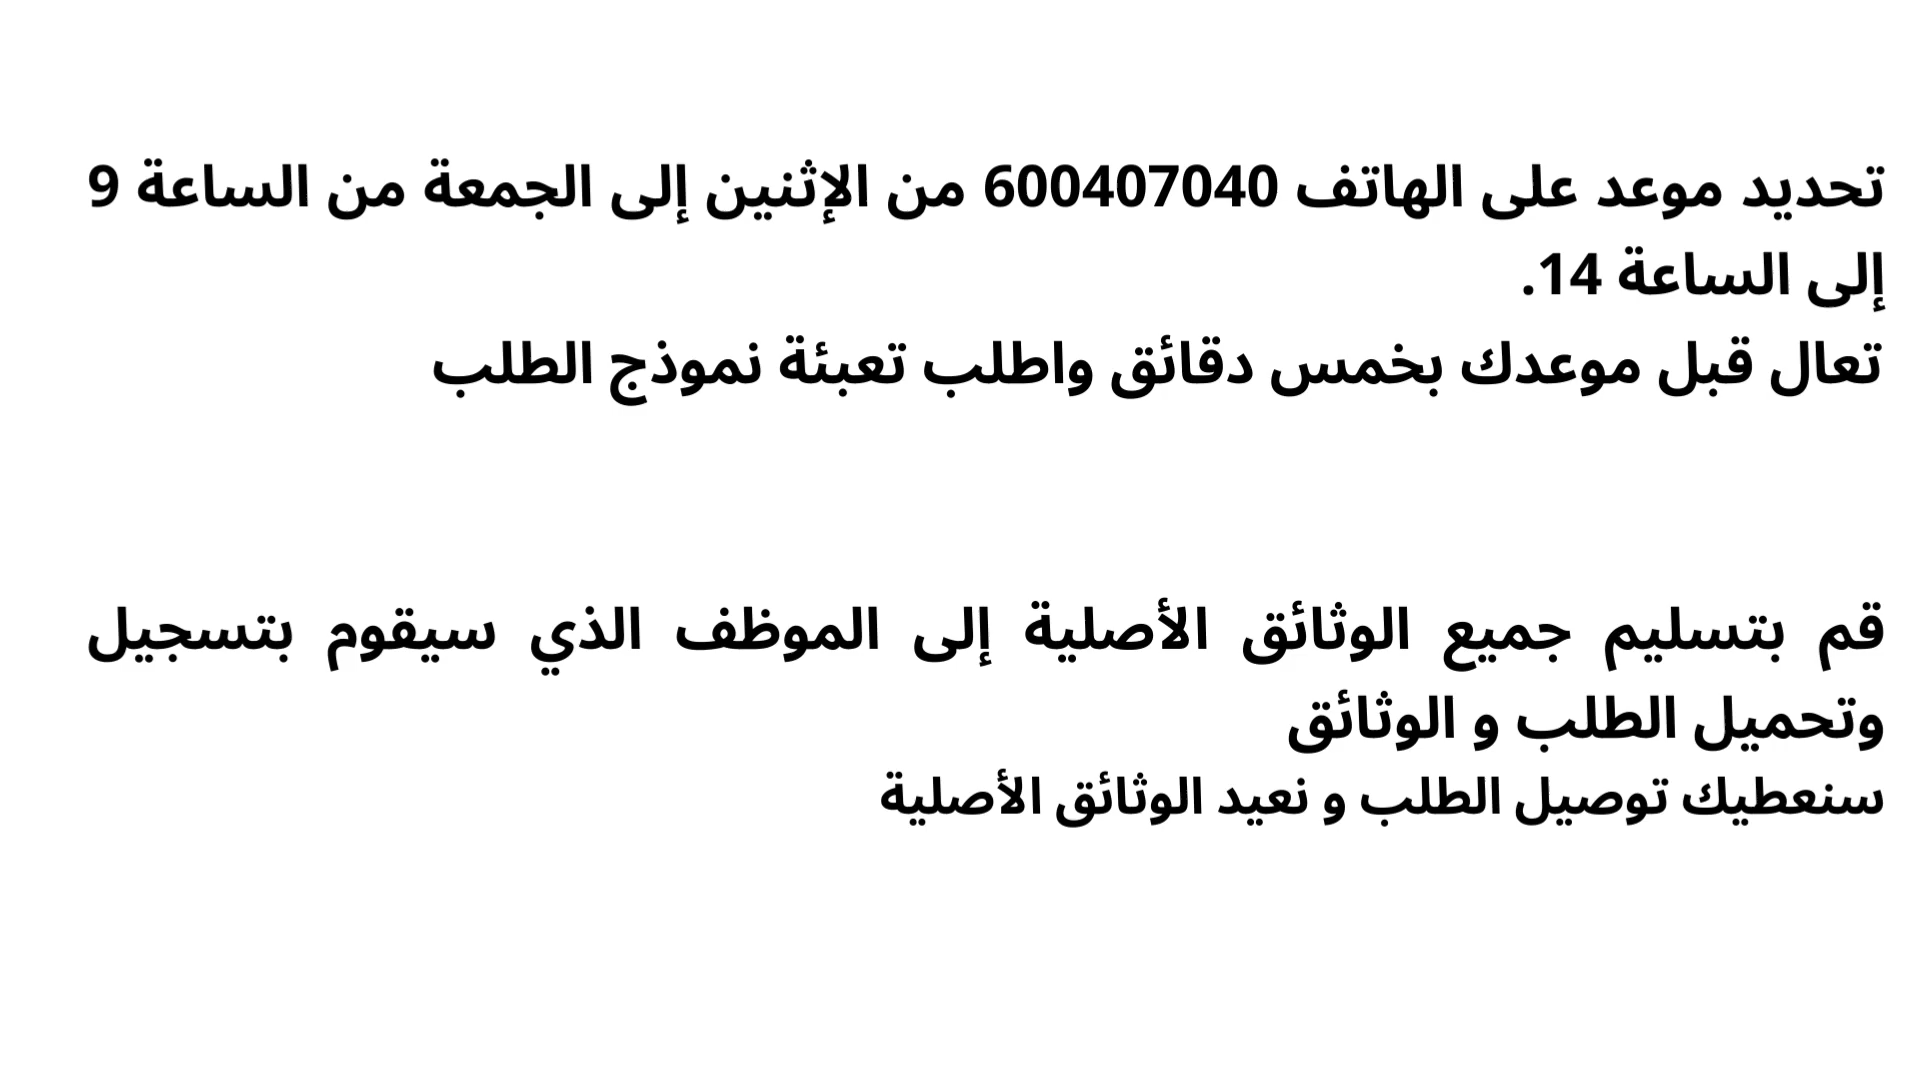 تحديد موعد على الهاتف 600407040 من الإثنين إلى الجمعة من الساعة 9
إلى الساعة 14.
تعال قبل موعدك بخمس دقائق واطلب تعبئة نموذج الطلب
قم بتسليم جميع الوثائق الأصلية إلى الموظف الذي سيقوم بتسجيل
وتحميل الطلب و الوثائق
سنعطيك توصيل الطلب و نعيد الوثائق الأصلية